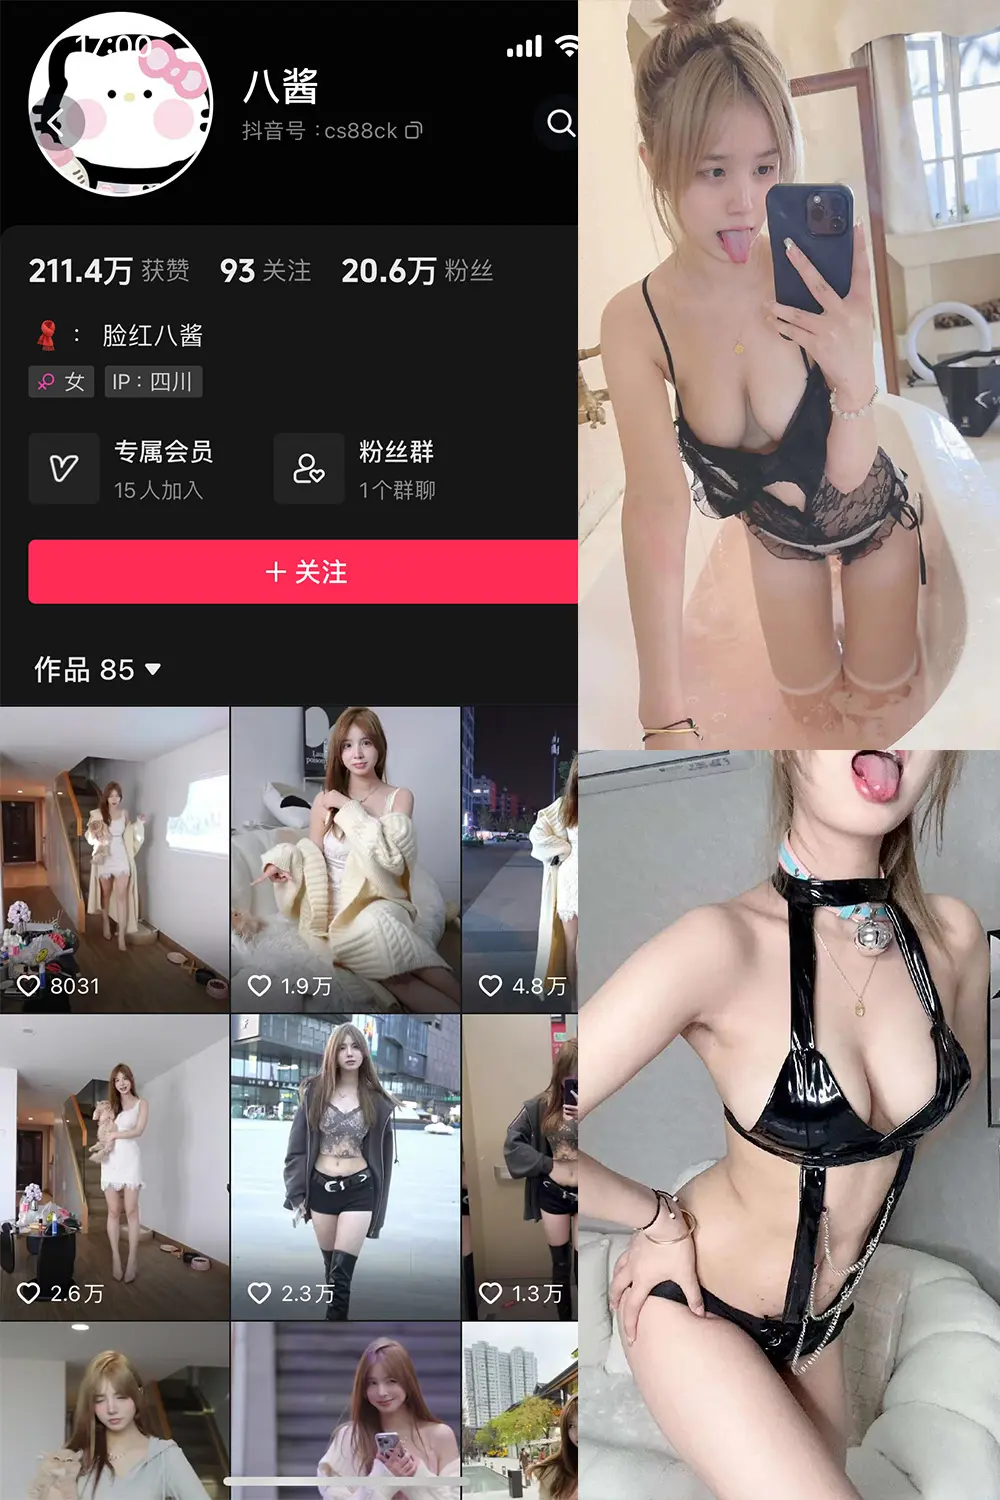 17:00
八酱
抖音号：cs88ck
211.4万 获赞 93 关注 20.6万 粉丝
： 脸红八酱
女 IP：四川
专属会员
15人加入
粉丝群
1个群聊
+ 关注
作品 85
8031
1.9万
4.8万
2.6万
2.3万
1.3万